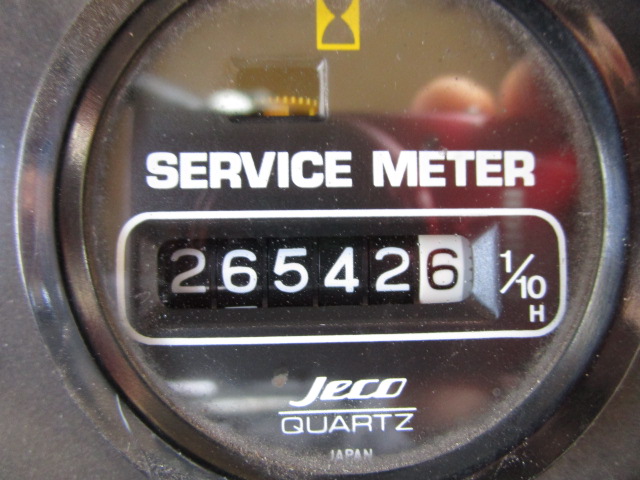 SERVICE METER
265426 1/10 H
Jeco
QUARTZ
JAPAN